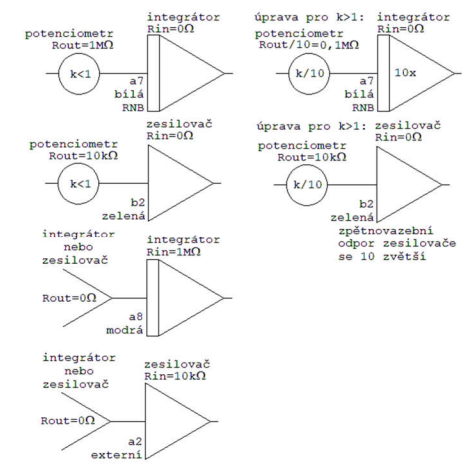 integrátor
Rin=0Ω
potenciometr
Rout=1MΩ
k<1
a7
bílá
RNB
úprava pro k>1: integrátor
Rin=0Ω
potenciometr
Rout/10=0,1MΩ
k/10
10x
a7
bílá
RNB
zesilovač
Rin=0Ω
potenciometr
Rout=10kΩ
k<1
b2
zelená
úprava pro k>1: zesilovač
Rin=0Ω
potenciometr
Rout=10kΩ
k/10
b2
zelená
zpětnovazební
odpor zesilovače
se 10 zvětší
integrátor
nebo
zesilovač
integrátor
Rin=1MΩ
Rout=0Ω
a8
modrá
integrátor
nebo
zesilovač
zesilovač
Rin=10kΩ
Rout=0Ω
a2
externí